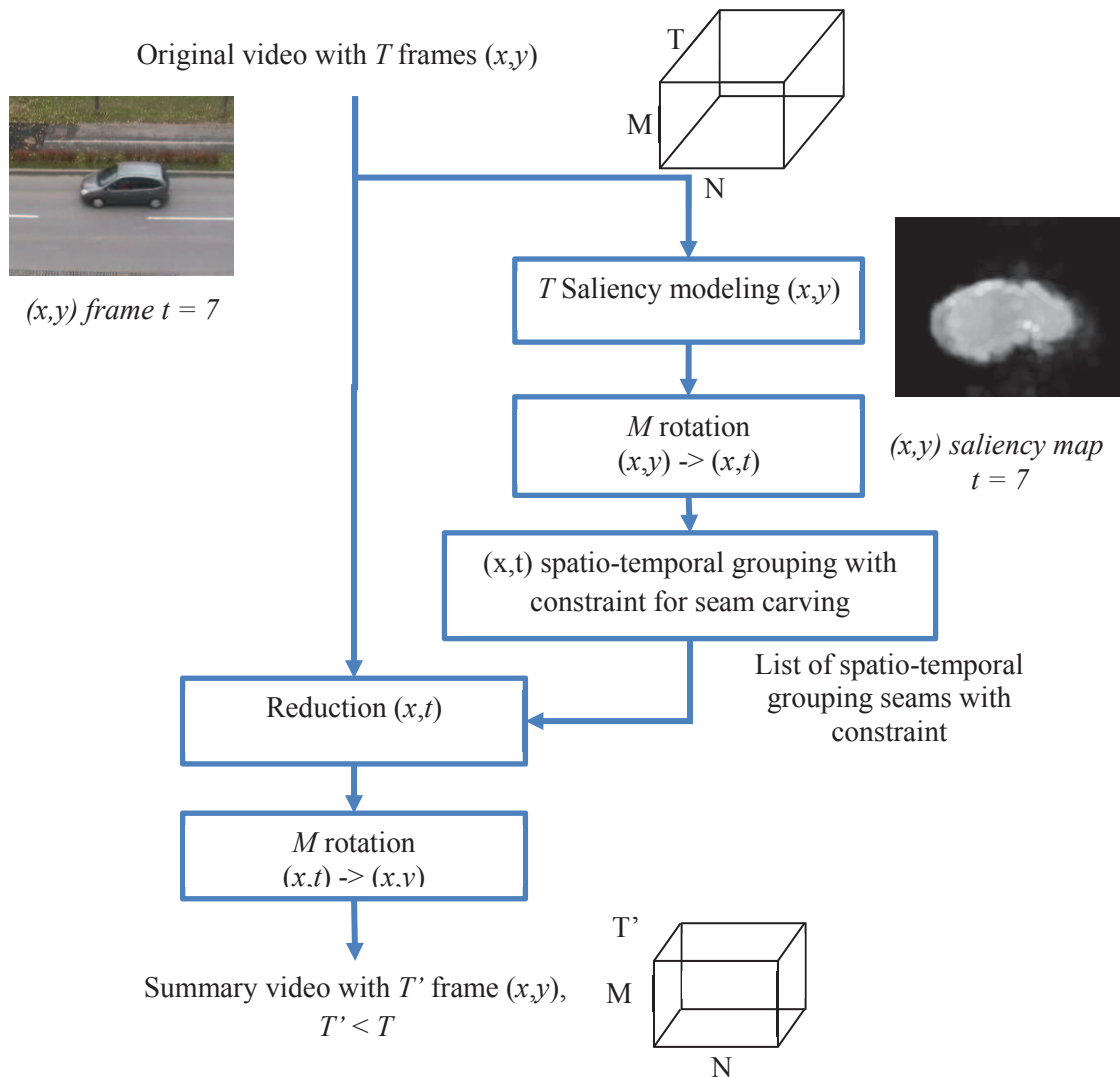 Original video with T frames (x,y)
T
M
N
(x,y) frame t = 7
T Saliency modeling (x,y)
M rotation
(x,y) -> (x,t)
(x,y) saliency map
t = 7
(x,t) spatio-temporal grouping with
constraint for seam carving
List of spatio-temporal
grouping seams with
constraint
Reduction (x,t)
M rotation
(x,t) -> (x,y)
T’
M
N
Summary video with T’ frame (x,y),
T’ < T